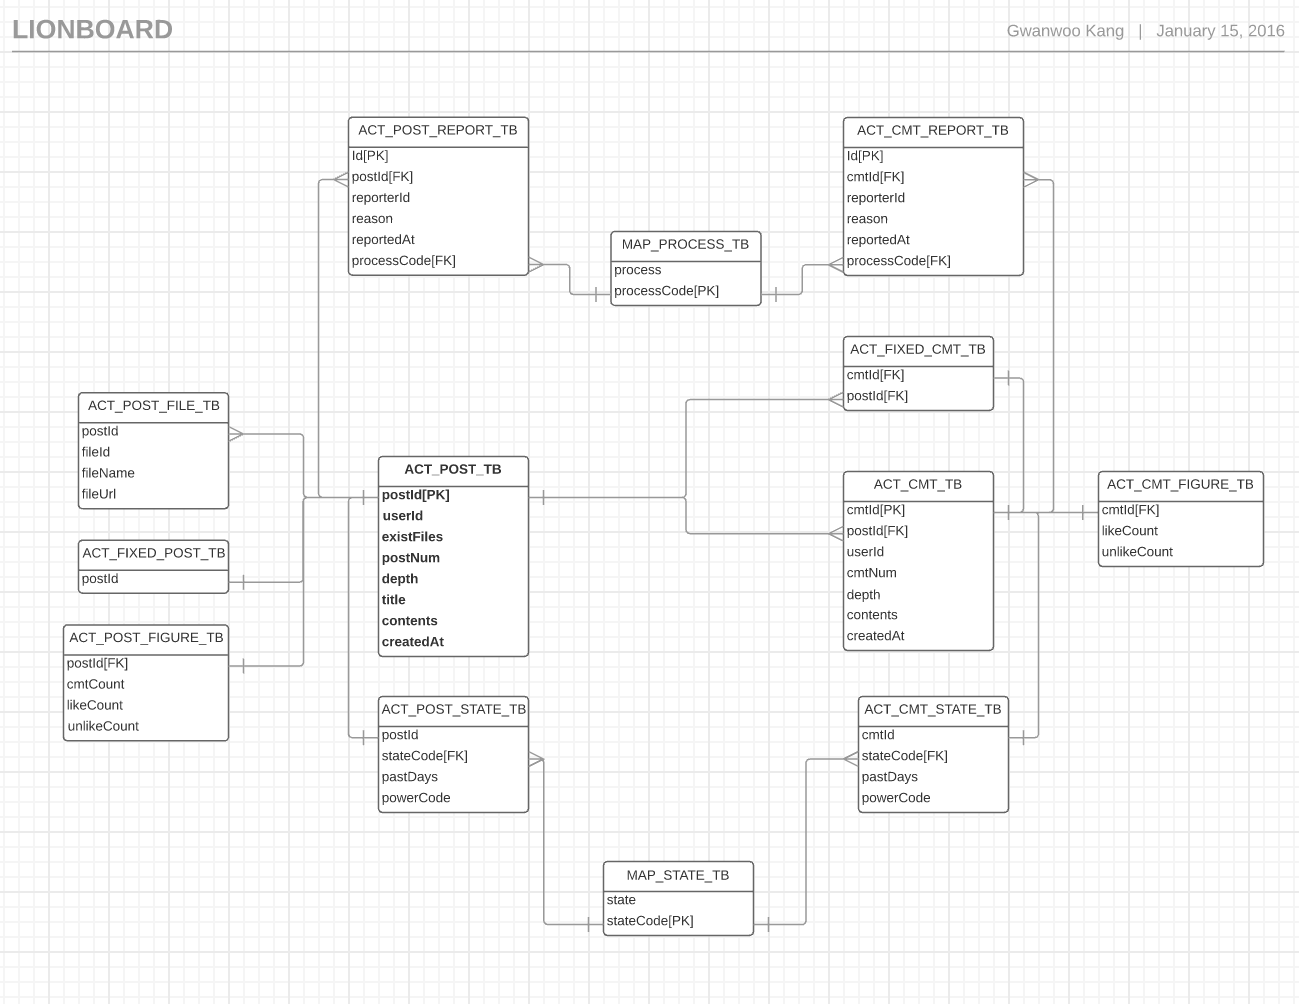 LIONBOARD
Gwanwoo Kang | January 15, 2016
ACT_POST_REPORT_TB
Id[PK]
postId[FK]
reporterId
reason
reportedAt
processCode[FK]
ACT_CMT_REPORT_TB
Id[PK]
cmtId[FK]
reporterId
reason
reportedAt
processCode[FK]
MAP_PROCESS_TB
process
processCode[PK]
ACT_FIXED_CMT_TB
cmtId[FK]
postId[FK]
ACT_POST_FILE_TB
postId
fileId
fileName
fileUrl
ACT_POST_TB
postId[PK]
userId
existFiles
postNum
depth
title
contents
createdAt
ACT_CMT_TB
cmtId[PK]
postId[FK]
userId
cmtNum
depth
contents
createdAt
ACT_CMT_FIGURE_TB
cmtId[FK]
likeCount
unlikeCount
ACT_FIXED_POST_TB
postId
ACT_POST_FIGURE_TB
postId[FK]
cmtCount
likeCount
unlikeCount
ACT_POST_STATE_TB
postId
stateCode[FK]
pastDays
powerCode
ACT_CMT_STATE_TB
cmtId
stateCode[FK]
pastDays
powerCode
MAP_STATE_TB
state
stateCode[PK]